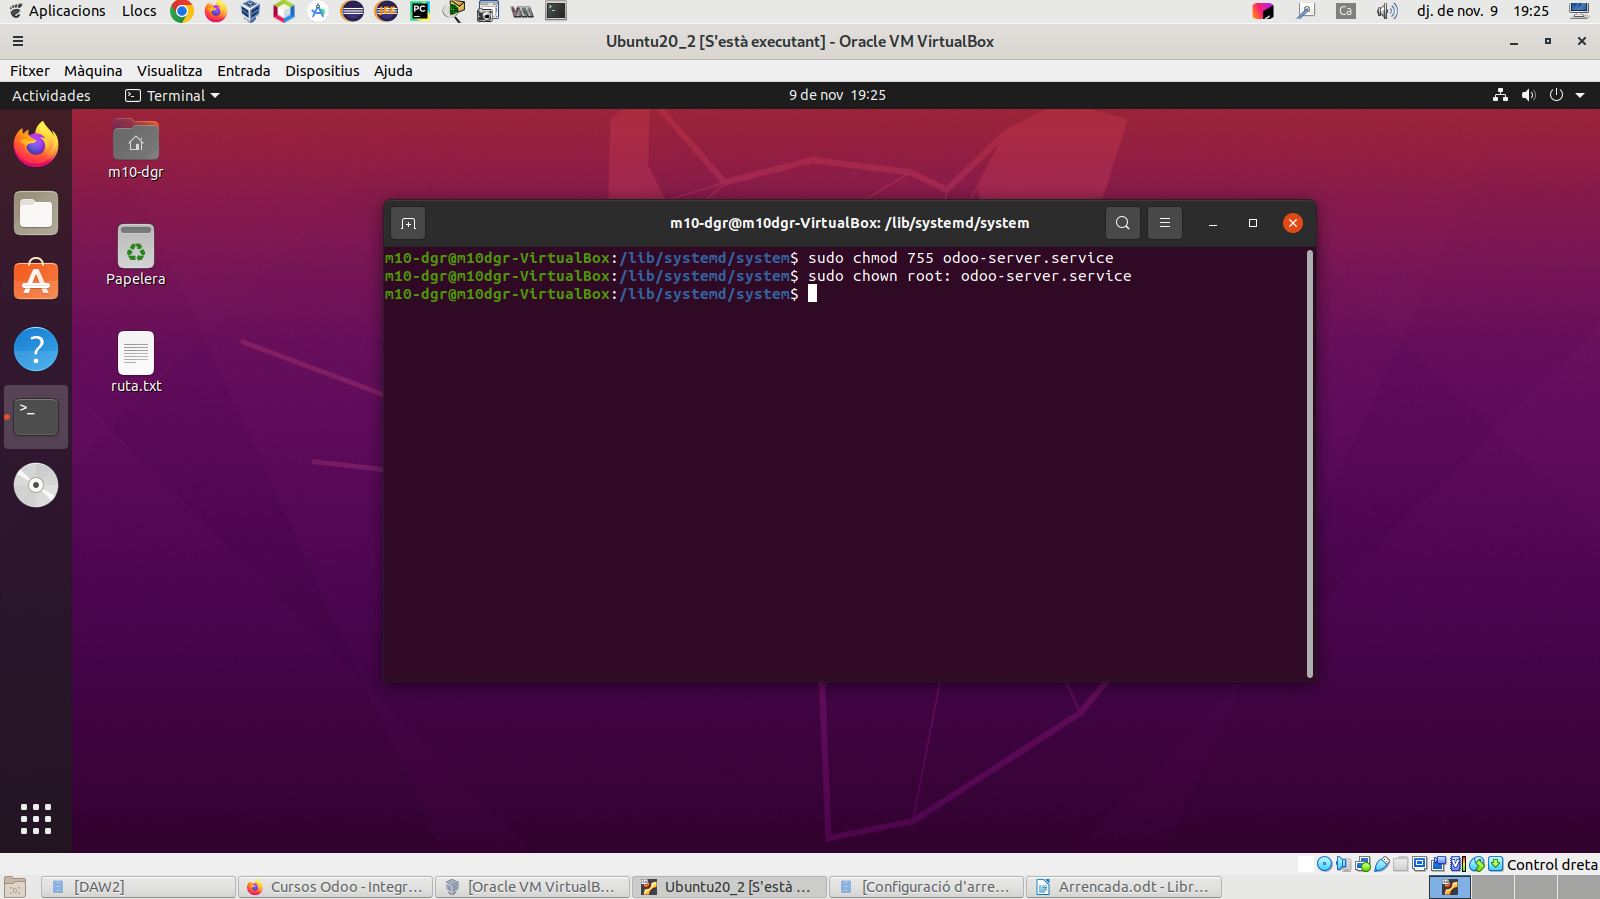 Aplicacions Llocs Ca dj. de nov. 9 19:25
Ubuntu20_2 [S'està executant] - Oracle VM VirtualBox
Fitxer Màquina Visualitza Entrada Dispositius Ajuda
Actividades Terminal 9 de nov 19:25
m10-dgr
Papelera
ruta.txt
m10-dgr@m10dgr-VirtualBox: /lib/systemd/system
m10-dgr@m10dgr-VirtualBox:/lib/systemd/system$ sudo chmod 755 odoo-server.service
m10-dgr@m10dgr-VirtualBox:/lib/systemd/system$ sudo chown root: odoo-server.service
m10-dgr@m10dgr-VirtualBox:/lib/systemd/system$
Control dreta
[DAW2] Cursos Odoo - Integr... [Oracle VM VirtualB... Ubuntu20_2 [S'està ... [Configuració d'arre... Arrencada.odt - Libr...